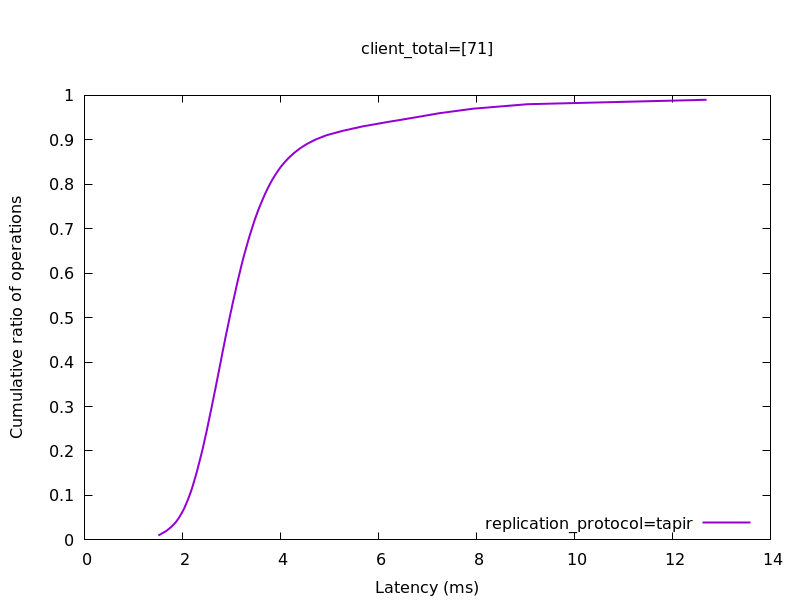 client_total=[71]
1
0.9
0.8
0.7
0.6
0.5
0.4
0.3
0.2
0.1
0
Cumulative ratio of operations
replication_protocol=tapir
0 2 4 6 8 10 12 14
Latency (ms)